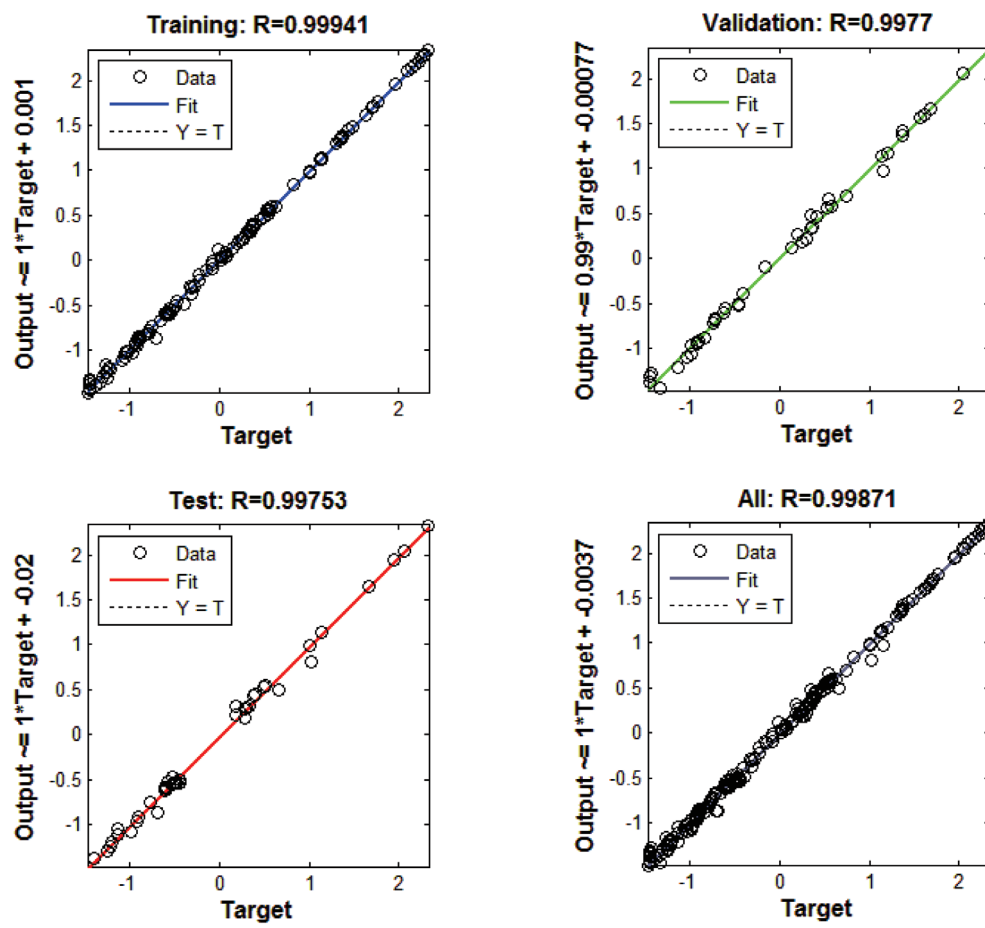 Training: R=0.99941
Output ~= 1*Target + 0.001
Data
Fit
Y = T
2
1.5
1
0.5
0
-0.5
-1
-1
0
1
2
Target
Validation: R=0.9977
Output ~= 0.99*Target + -0.00077
Data
Fit
Y = T
2
1.5
1
0.5
0
-0.5
-1
-1
0
1
2
Target
Test: R=0.99753
Output ~= 1*Target + -0.02
Data
Fit
Y = T
2
1.5
1
0.5
0
-0.5
-1
-1
0
1
2
Target
All: R=0.99871
Output ~= 1*Target + -0.0037
Data
Fit
Y = T
2
1.5
1
0.5
0
-0.5
-1
-1
0
1
2
Target